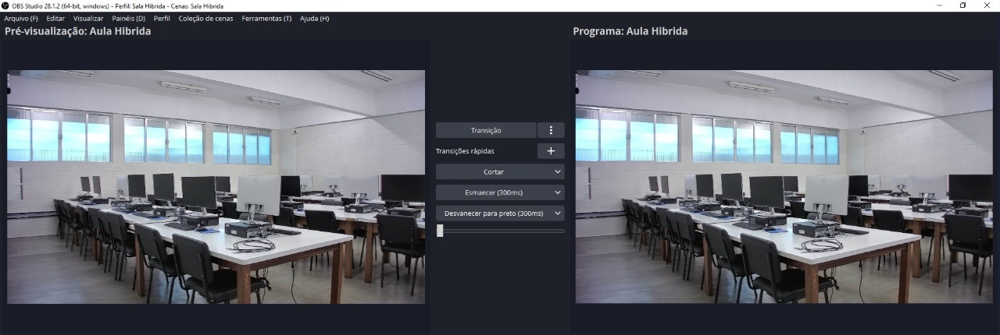 OBS Studio 28.1.2 (64-bit, windows) - Perfil: Sala Hibrida - Cenas: Sala Hibrida
Arquivo (F) Editar Visualizar Painéis (D) Perfil Coleção de cenas Ferramentas (T) Ajuda (H)
Pré-visualização: Aula Hibrida
Programa: Aula Hibrida
Transição
Transições rápidas
Cortar
Esmaecer (300ms)
Desvanecer para preto (300ms)